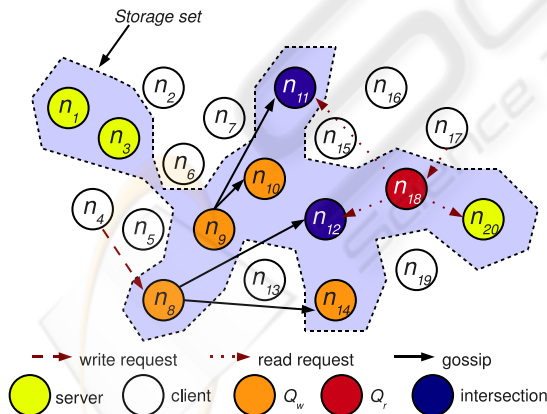 Storage set
n1
n2
n3
n4
n5
n6
n7
n8
n9
n10
n11
n12
n13
n14
n15
n16
n17
n18
n19
n20
write request
read request
gossip
server
client
Qw
Qr
intersection